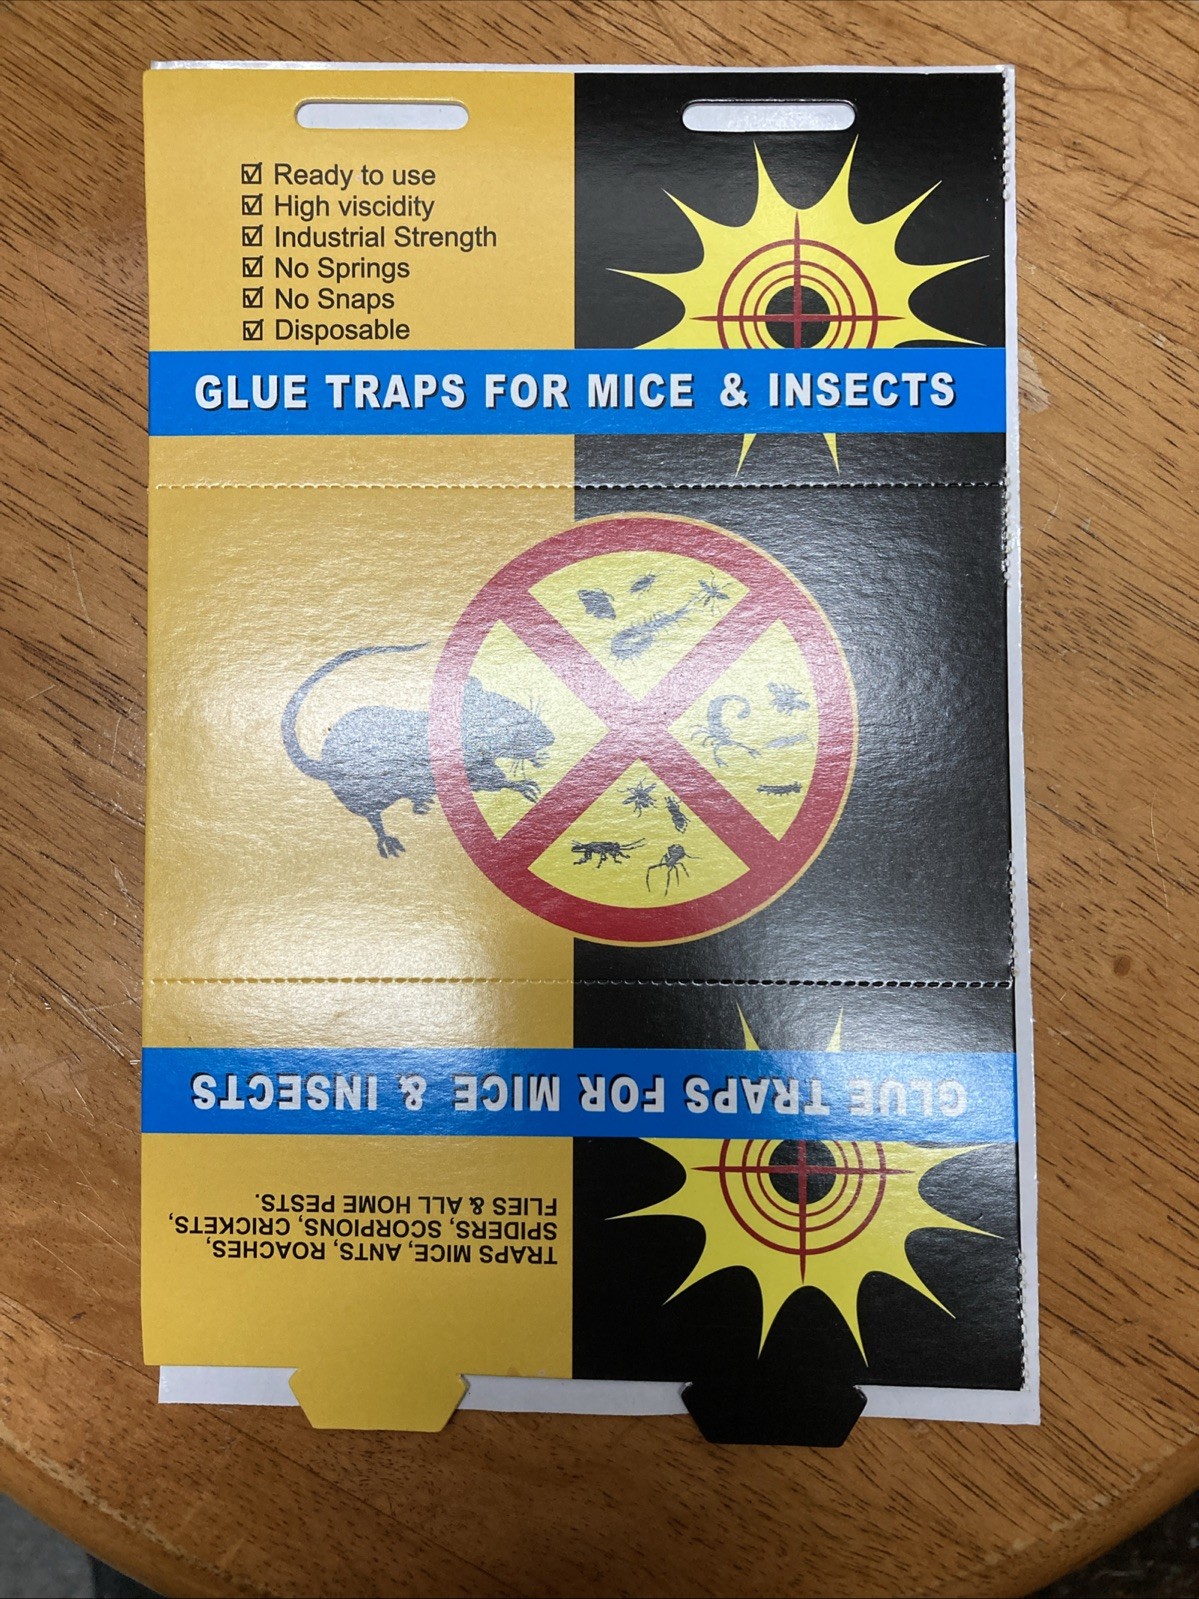 Ready to use
High viscidity
Industrial Strength
No Springs
No Snaps
Disposable
GLUE TRAPS FOR MICE & INSECTS
GLUE TRAPS FOR MICE & INSECTS
TRAPS MICE, ANTS, ROACHES,
SPIDERS, SCORPIONS, CRICKETS,
FLIES & ALL HOME PESTS.